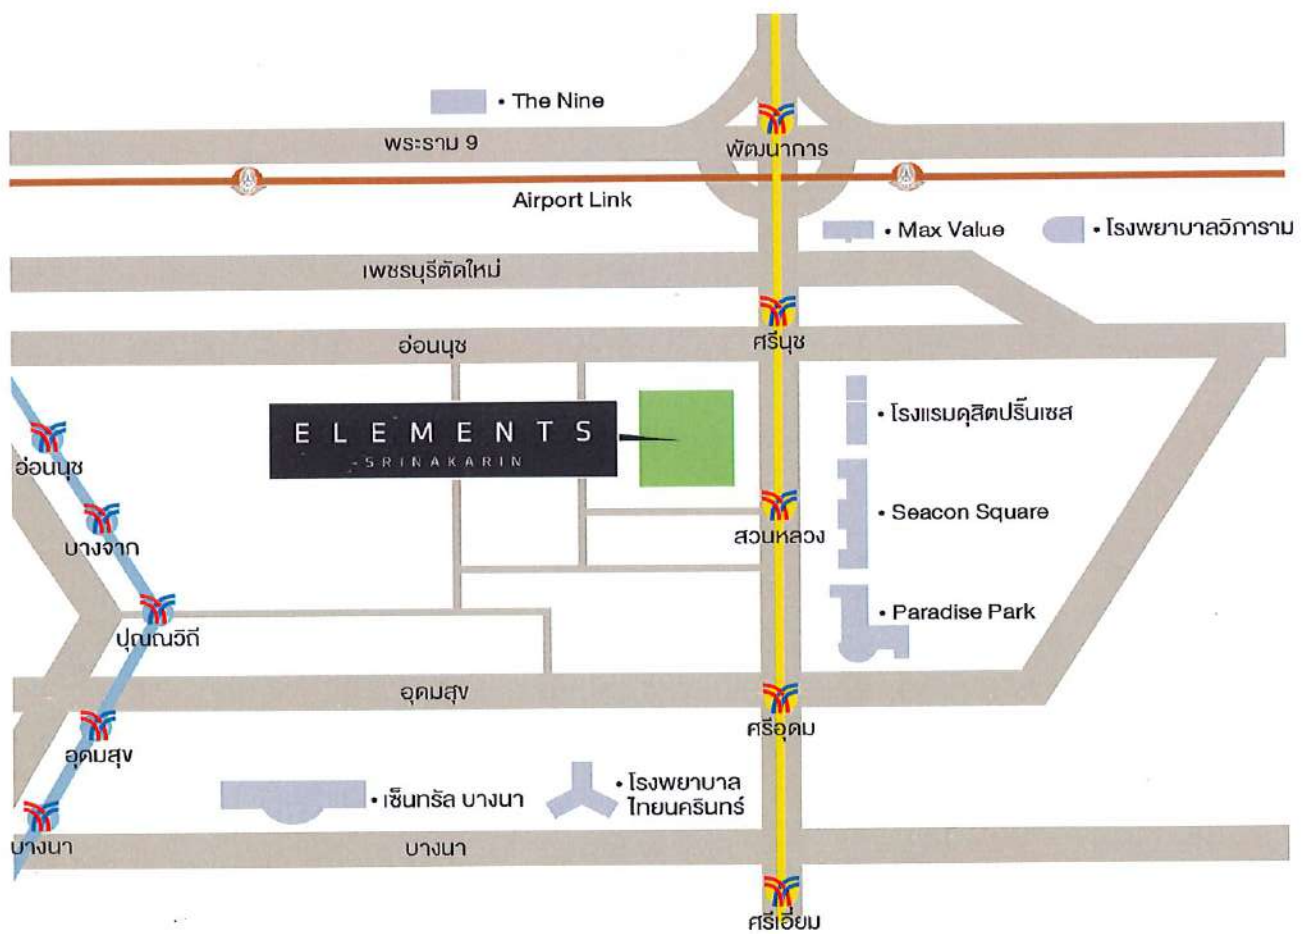 • The Nine
พระราม 9
พัฒนาการ
Airport Link
• Max Value
• โรงพยาบาลวิภาราม
เพชรบุรีตัดใหม่
ศรีนุช
อ่อนนุช
• โรงแรมดุสิตปริ๊นเซส
ELEMENTS
SRINAKARIN
อ่อนนุช
บางจาก
สวนหลวง
• Seacon Square
ปุณณวิถี
• Paradise Park
อุดมสุข
ศรีอุดม
อุดมสุข
• เซ็นทรัล บางนา
• โรงพยาบาล
ไทยนครินทร์
บางนา
บางนา
ศรีเอี่ยม